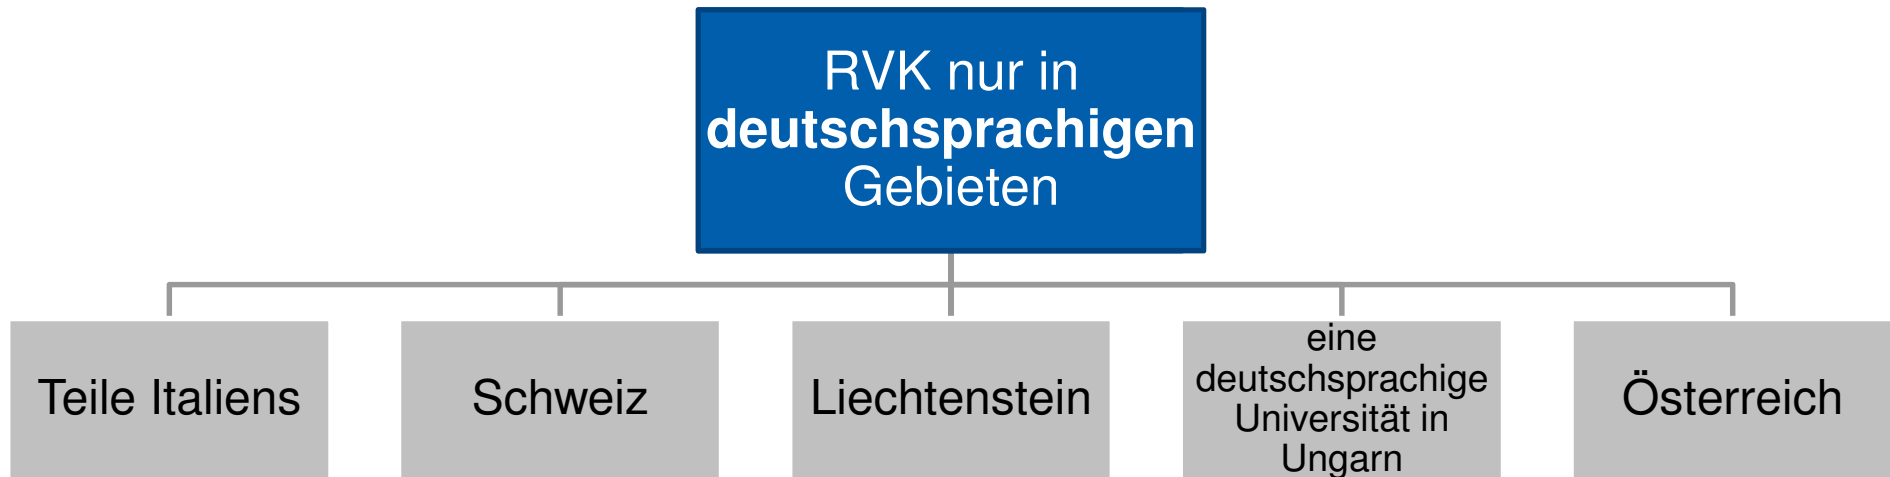 RVK nur in
deutschsprachigen
Gebieten
Teile Italiens
Schweiz
Liechtenstein
eine
deutschsprachige
Universität in
Ungarn
Österreich